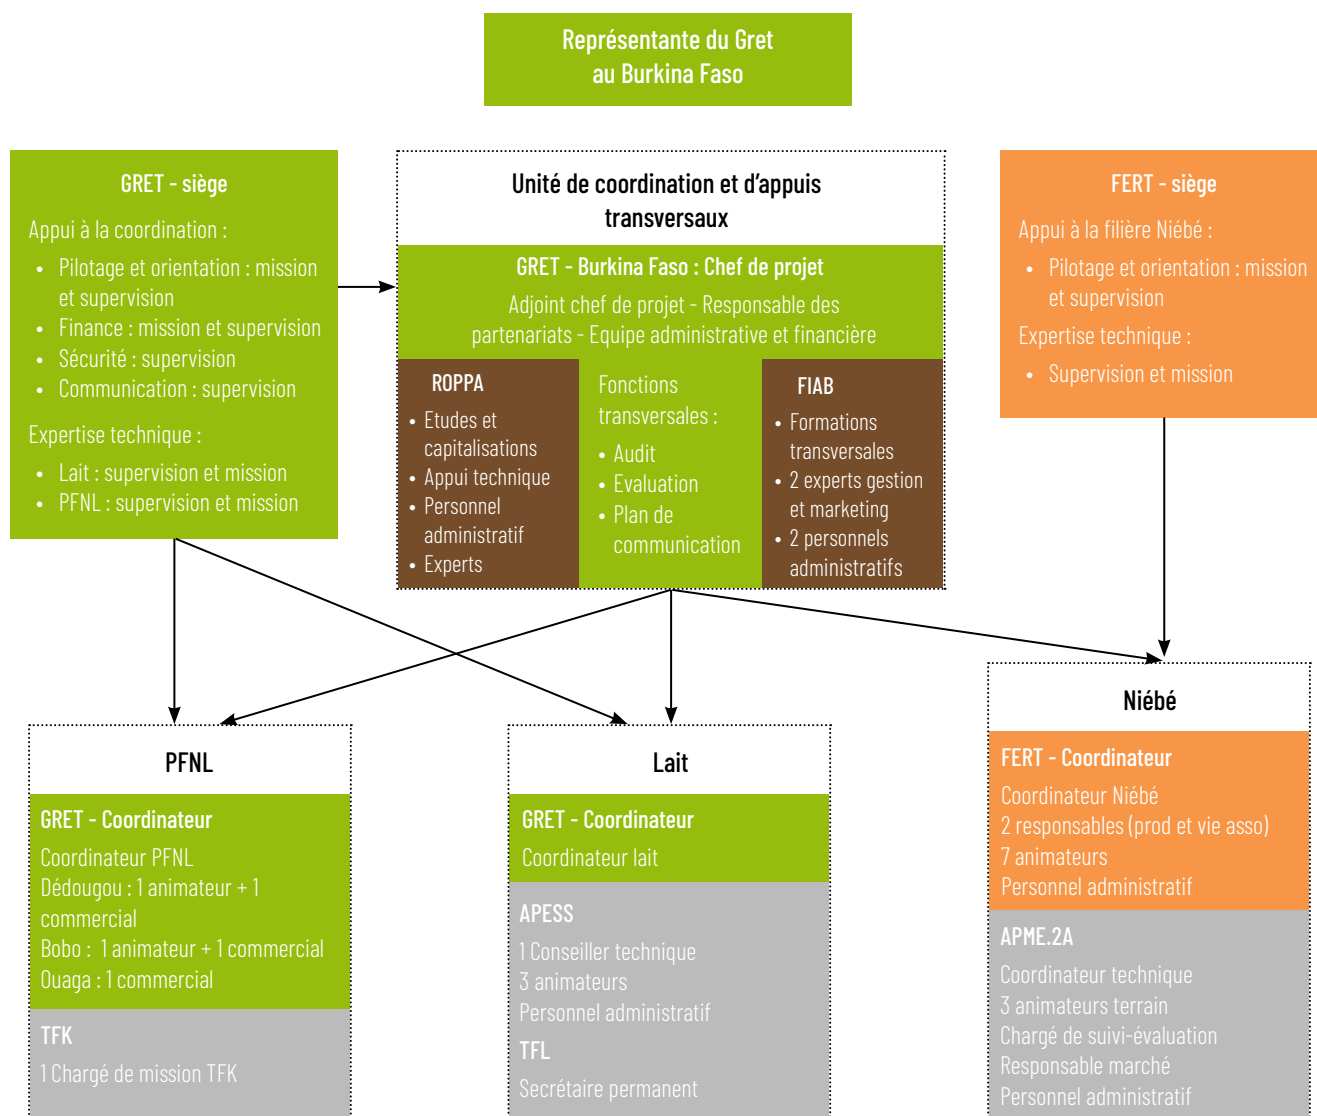 Représentante du Gret
au Burkina Faso
GRET - siège
Appui à la coordination :
• Pilotage et orientation : mission
et supervision
• Finance : mission et supervision
• Sécurité : supervision
• Communication : supervision
Expertise technique :
• Lait : supervision et mission
• PFNL : supervision et mission
Unité de coordination et d'appuis
transversaux
GRET - Burkina Faso : Chef de projet
Adjoint chef de projet - Responsable des
partenariats - Equipe administrative et financière
ROPPA
• Etudes et
capitalisations
• Appui technique
• Personnel
administratif
• Experts
Fonctions
transversales :
• Audit
• Evaluation
• Plan de
communication
FIAB
• Formations
transversales
• 2 experts gestion
et marketing
• 2 personnels
administratifs
FERT - siège
Appui à la filière Niébé :
• Pilotage et orientation : mission
et supervision
Expertise technique :
• Supervision et mission
PFNL
GRET - Coordinateur
Coordinateur PFNL
Dédougou : 1 animateur + 1
commercial
Bobo : 1 animateur + 1 commercial
Ouaga : 1 commercial
TFK
1 Chargé de mission TFK
Lait
GRET - Coordinateur
Coordinateur lait
APESS
1 Conseiller technique
3 animateurs
Personnel administratif
TFL
Secrétaire permanent
Niébé
FERT - Coordinateur
Coordinateur Niébé
2 responsables (prod et vie asso)
7 animateurs
Personnel administratif
APME.2A
Coordinateur technique
3 animateurs terrain
Chargé de suivi-évaluation
Responsable marché
Personnel administratif